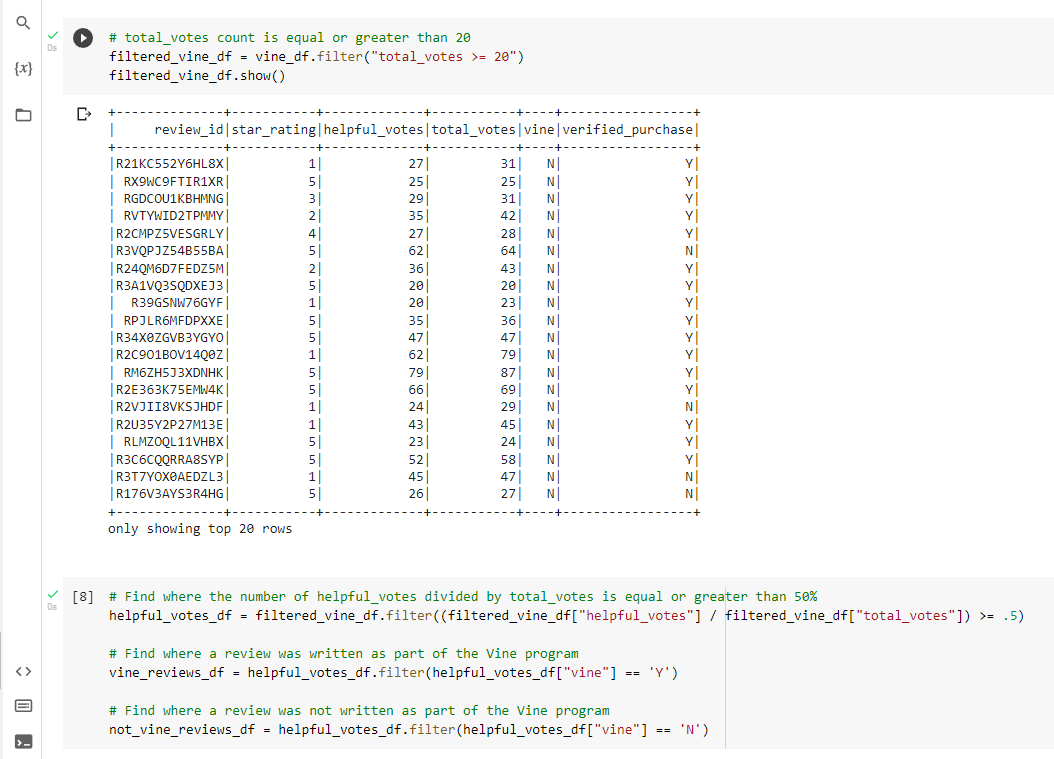 {x}
0s
# total_votes count is equal or greater than 20
filtered_vine_df = vine_df.filter("total_votes >= 20")
filtered_vine_df.show()
+--------------+-----------+-------------+-----------+----+-----------------+
|     review_id|star_rating|helpful_votes|total_votes|vine|verified_purchase|
+--------------+-----------+-------------+-----------+----+-----------------+
|R21KC552Y6HL8X|          1|           27|         31|   N|                Y|
| RX9WC9FTIR1XR|          5|           25|         25|   N|                Y|
| RGDCOU1KBHMNG|          3|           29|         31|   N|                Y|
| RVTYWID2TPMMY|          2|           35|         42|   N|                Y|
|R2CMPZ5VESGRLY|          4|           27|         28|   N|                Y|
|R3VQPJZ54B55BA|          5|           62|         64|   N|                N|
|R24QM6D7FEDZ5M|          2|           36|         43|   N|                Y|
|R3A1VQ3SQDXEJ3|          5|           20|         20|   N|                Y|
|  R39GSNW76GYF|          1|           20|         23|   N|                Y|
| RPJLR6MFDPXXE|          5|           35|         36|   N|                Y|
|R34X0ZGVB3YGYO|          5|           47|         47|   N|                Y|
|R2C9O1BOV14Q0Z|          1|           62|         79|   N|                Y|
| RM6ZH5J3XDNHK|          5|           79|         87|   N|                Y|
|R2E363K75EMW4K|          5|           66|         69|   N|                Y|
|R2VJII8VKSJHDF|          1|           24|         29|   N|                N|
|R2U35Y2P27M13E|          1|           43|         45|   N|                Y|
| RLMZOQL11VHBX|          5|           23|         24|   N|                Y|
|R3C6CQQRRA8SYP|          5|           52|         58|   N|                Y|
|R3T7YOX0AEDZL3|          1|           45|         47|   N|                N|
|R176V3AYS3R4HG|          5|           26|         27|   N|                N|
+--------------+-----------+-------------+-----------+----+-----------------+
only showing top 20 rows
0s
[8]
# Find where the number of helpful_votes divided by total_votes is equal or greater than 50%
helpful_votes_df = filtered_vine_df.filter((filtered_vine_df["helpful_votes"] / filtered_vine_df["total_votes"]) >= .5)
# Find where a review was written as part of the Vine program
vine_reviews_df = helpful_votes_df.filter(helpful_votes_df["vine"] == 'Y')
# Find where a review was not written as part of the Vine program
not_vine_reviews_df = helpful_votes_df.filter(helpful_votes_df["vine"] == 'N')